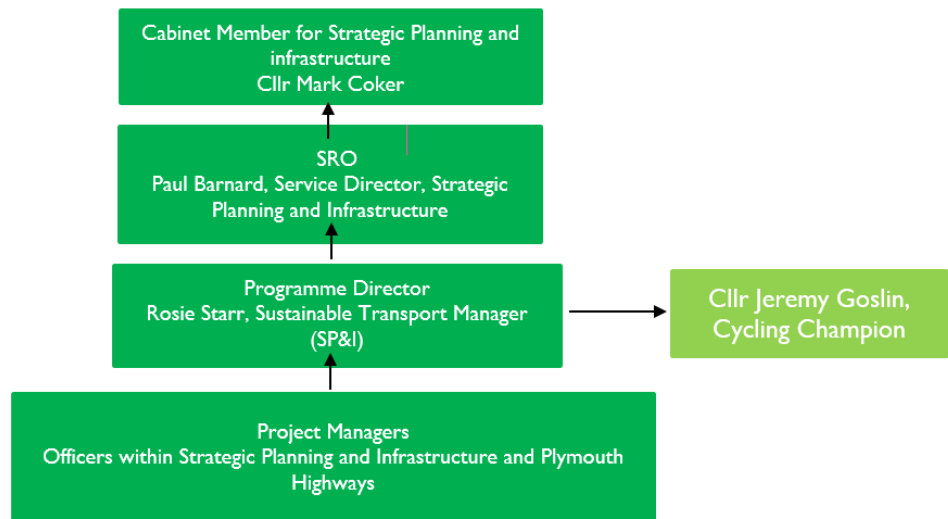 Cabinet Member for Strategic Planning and
infrastructure
Cllr Mark Coker
SRO
Paul Barnard, Service Director, Strategic
Planning and Infrastructure
Programme Director
Rosie Starr, Sustainable Transport Manager
(SP&I)
Cllr Jeremy Goslin,
Cycling Champion
Project Managers
Officers within Strategic Planning and Infrastructure and Plymouth
Highways